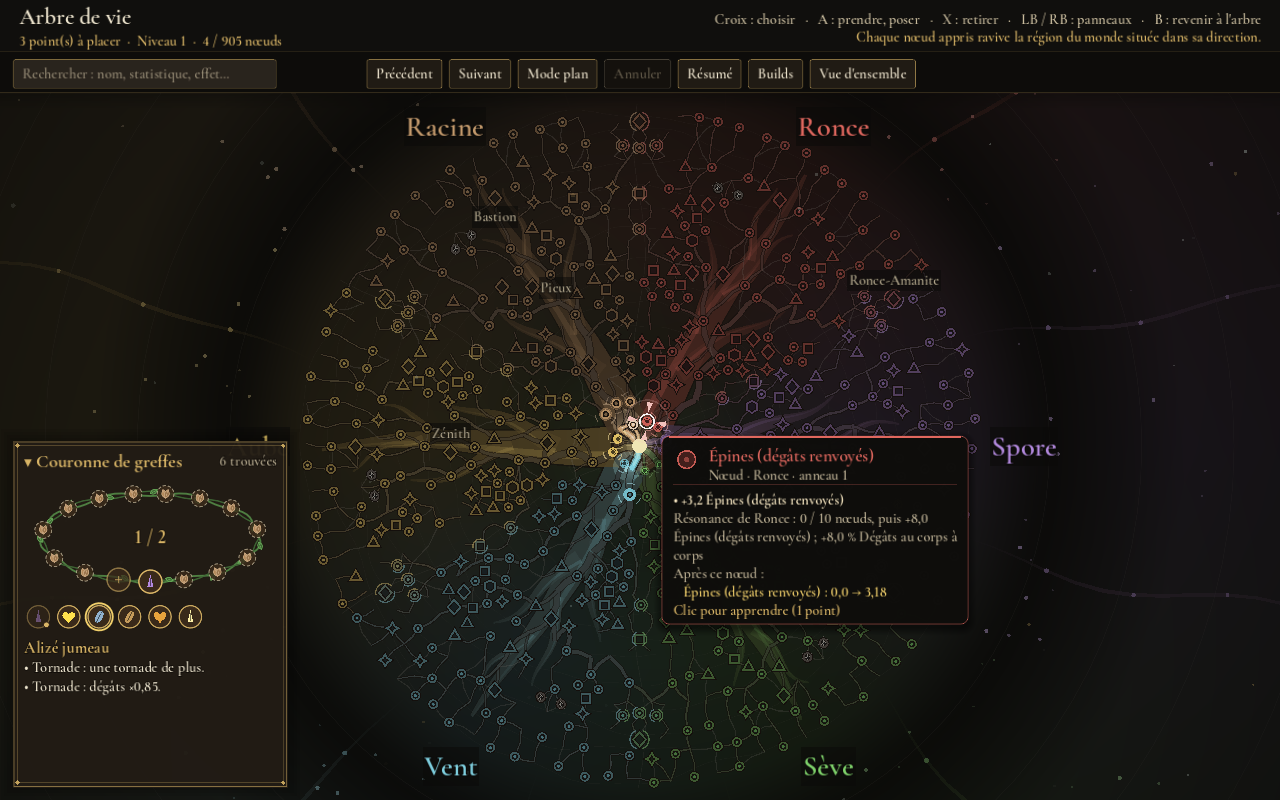 Arbre de vie
3 point(s) à placer · Niveau 1 · 4 / 905 nœuds
Croix : choisir · A : prendre, poser · X : retirer · LB / RB : panneaux · B : revenir à l'arbre
Chaque nœud appris ravive la région du monde située dans sa direction.
Rechercher : nom, statistique, effet...
Précédent
Suivant
Mode plan
Annuler
Résumé
Builds
Vue d'ensemble
Racine
Ronce
Bastion
Pieux
Ronce-Amanite
Zénith
Spore
▾ Couronne de greffes
6 trouvées
1 / 2
Alizé jumeau
• Tornade : une tornade de plus.
• Tornade : dégâts ×0,85.
Épines (dégâts renvoyés)
Nœud · Ronce · anneau 1
• +3,2 Épines (dégâts renvoyés)
Résonance de Ronce : 0 / 10 nœuds, puis +8,0
Épines (dégâts renvoyés) ; +8,0 % Dégâts au corps à
corps
Après ce nœud :
Épines (dégâts renvoyés) : 0,0 → 3,18
Clic pour apprendre (1 point)
Vent
Sève